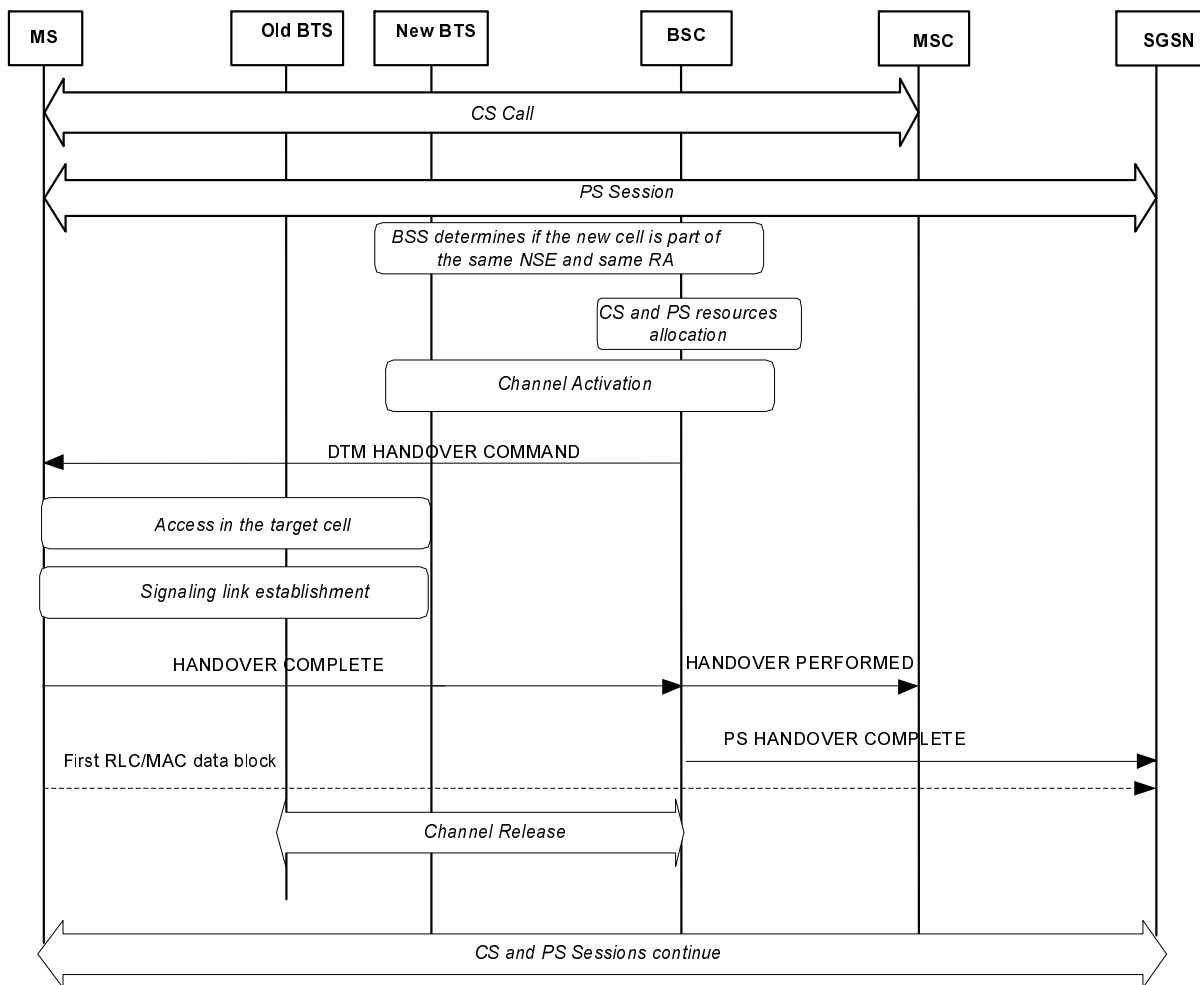 MS
Old BTS
New BTS
BSC
MSC
SGSN
CS Call
PS Session
BSS determines if the new cell is part of
the same NSE and same RA
CS and PS resources
allocation
Channel Activation
DTM HANDOVER COMMAND
Access in the target cell
Signaling link establishment
HANDOVER COMPLETE
HANDOVER PERFORMED
PS HANDOVER COMPLETE
First RLC/MAC data block
Channel Release
CS and PS Sessions continue